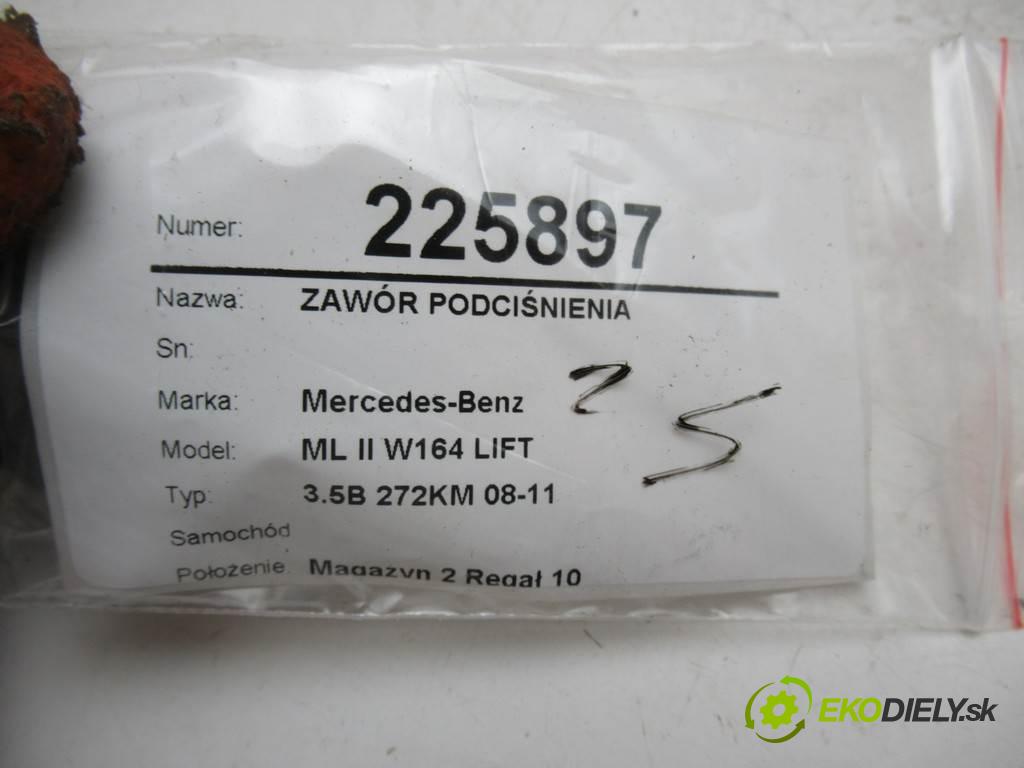 Numer: 225897
Nazwa: ZAWÓR PODCIŚNIENIA
Sn:
Marka: Mercedes-Benz
Model: ML II W164 LIFT
Typ: 3.5B 272KM 08-11
Samochód
Położenie: Magazyn 2 Regał 10
EKODIELY.sk